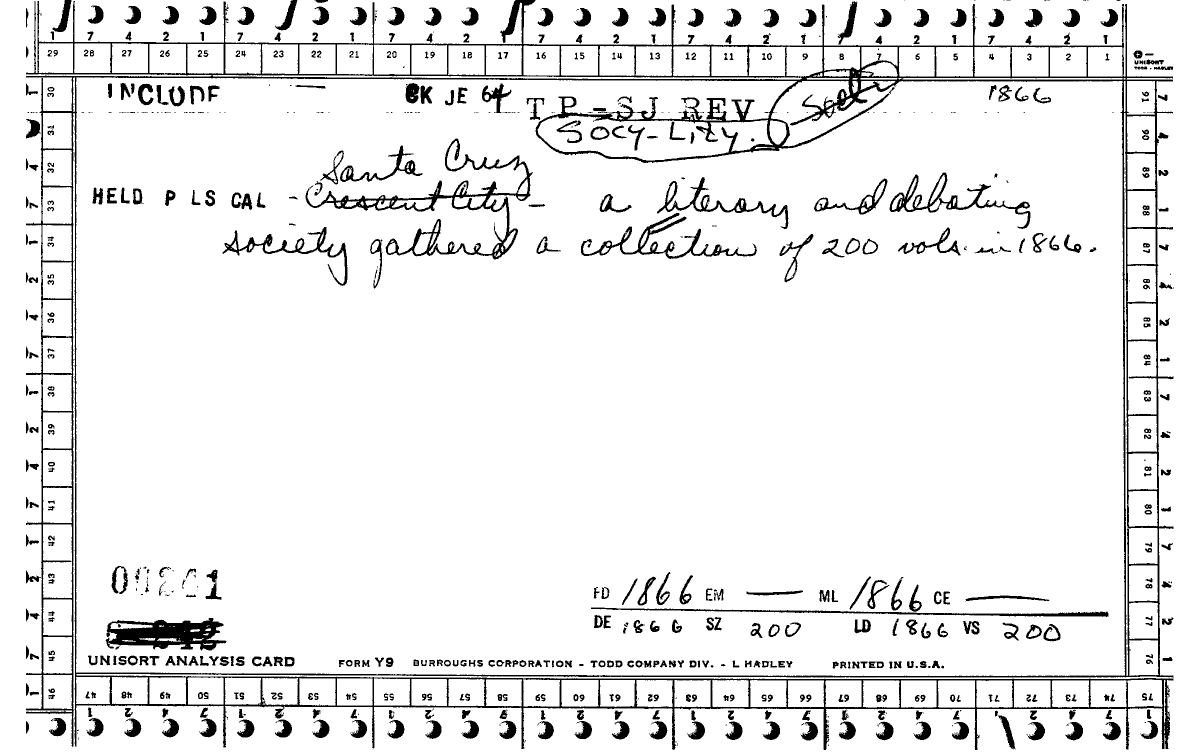 1 7 4 2 1 7 4 2 1 7 4 2 1 7 4 2 1 7 4 2 1 7 4 2 1 7 4 2 1
29 28 27 26 25 24 23 22 21 20 19 18 17 16 15 14 13 12 11 10 9 8 7 6 5 4 3 2 1
UNISORT
INCLUDE — BK JE 64 TP-SJ REV 1866
SOCY-LITY.
Santa Cruz
HELD P LS CAL - Crescent City - a literary and debating
society gathered a collection of 200 vols. in 1866.
30
31
32
33
34
35
36
37
38
39
40
41
42
43
44
45
46
91
90
89
88
87
86
85
84
83
82
81
80
79
78
77
76
00241
FD 1866 EM — ML 1866 CE —
DE 1866 SZ 200 LD 1866 VS 200
UNISORT ANALYSIS CARD FORM Y9 BURROUGHS CORPORATION - TODD COMPANY DIV. - L HADLEY PRINTED IN U.S.A.
47 48 49 50 51 52 53 54 55 56 57 58 59 60 61 62 63 64 65 66 67 68 69 70 71 72 73 74 75